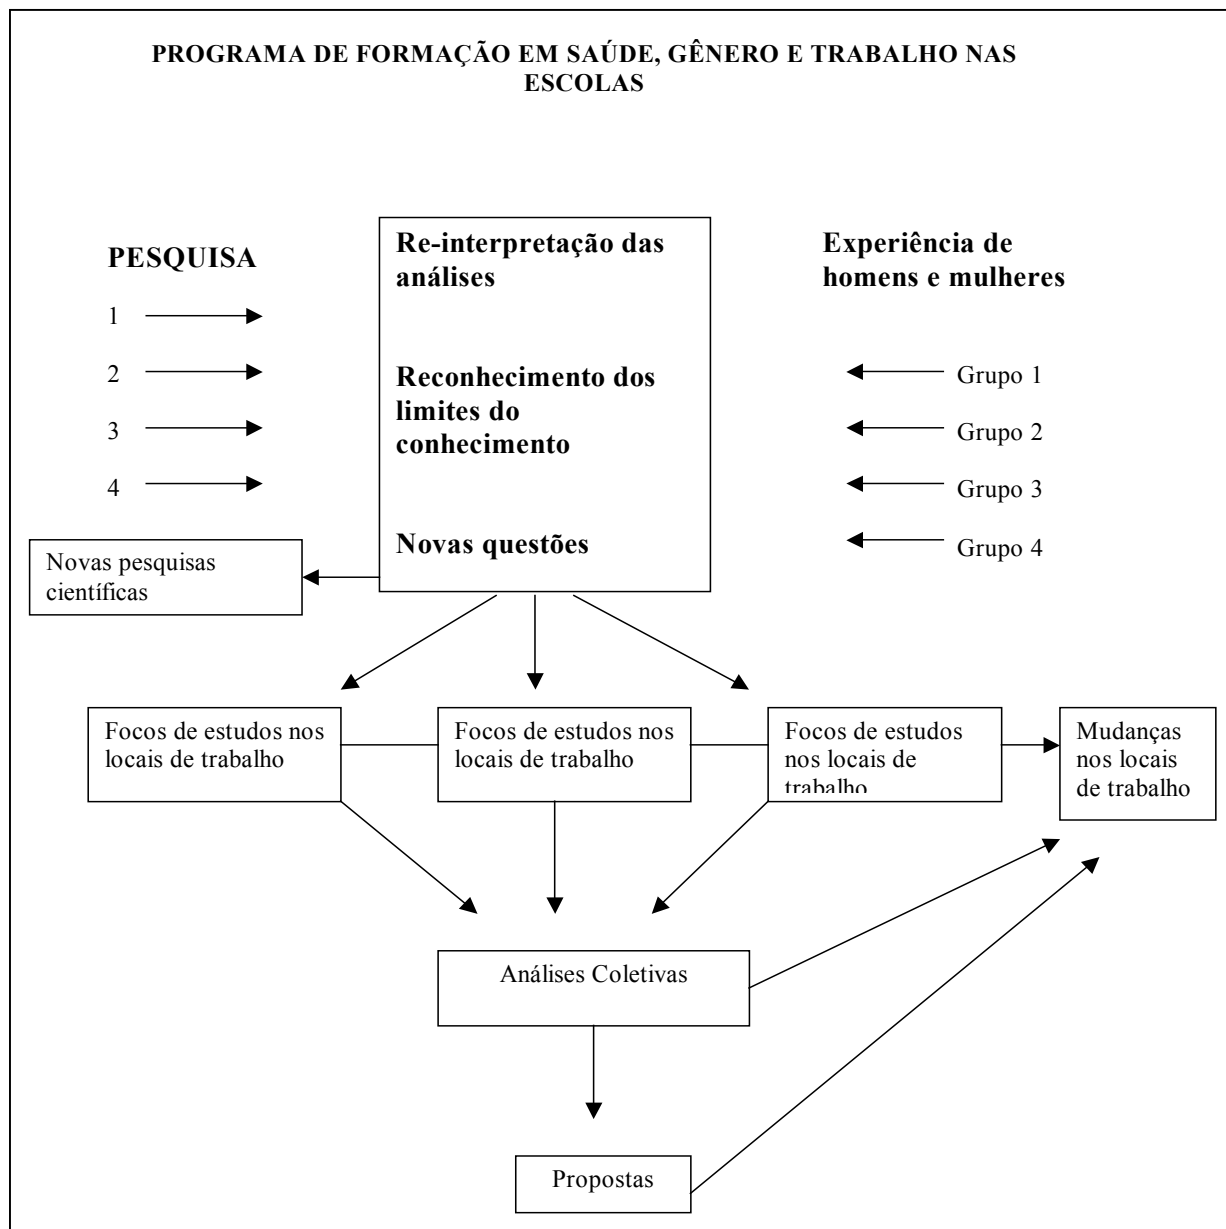 PROGRAMA DE FORMAÇÃO EM SAÚDE, GÊNERO E TRABALHO NAS
ESCOLAS
PESQUISA
1
2
3
4
Re-interpretação das
análises
Reconhecimento dos
limites do
conhecimento
Novas questões
Experiência de
homens e mulheres
Grupo 1
Grupo 2
Grupo 3
Grupo 4
Novas pesquisas
científicas
Focos de estudos nos
locais de trabalho
Focos de estudos nos
locais de trabalho
Focos de estudos
nos locais de
trabalho
Mudanças
nos locais
de trabalho
Análises Coletivas
Propostas